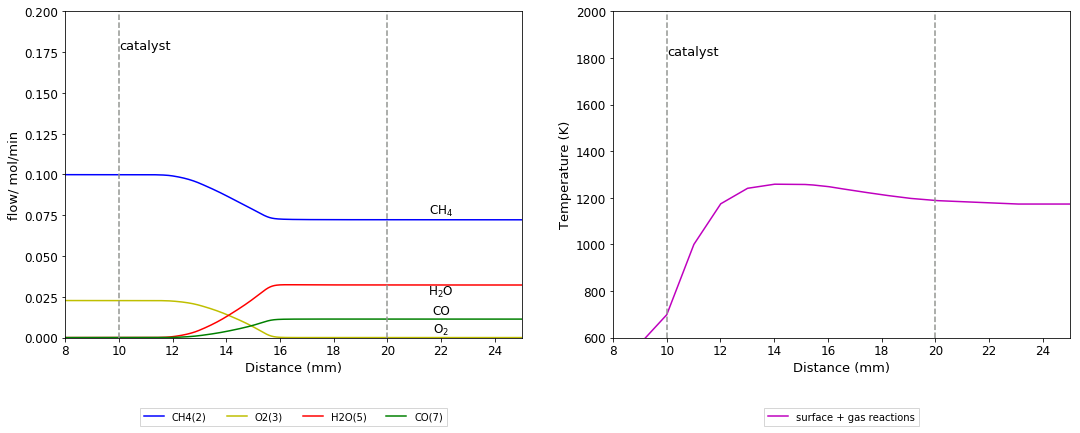 0.200
0.175
0.150
0.125
0.100
0.075
0.050
0.025
0.000
flow/ mol/min
catalyst
CH₄
H₂O
CO
O₂
8 10 12 14 16 18 20 22 24
Distance (mm)
CH4(2) O2(3) H2O(5) CO(7)
2000
1800
1600
1400
1200
1000
800
600
Temperature (K)
catalyst
8 10 12 14 16 18 20 22 24
Distance (mm)
surface + gas reactions